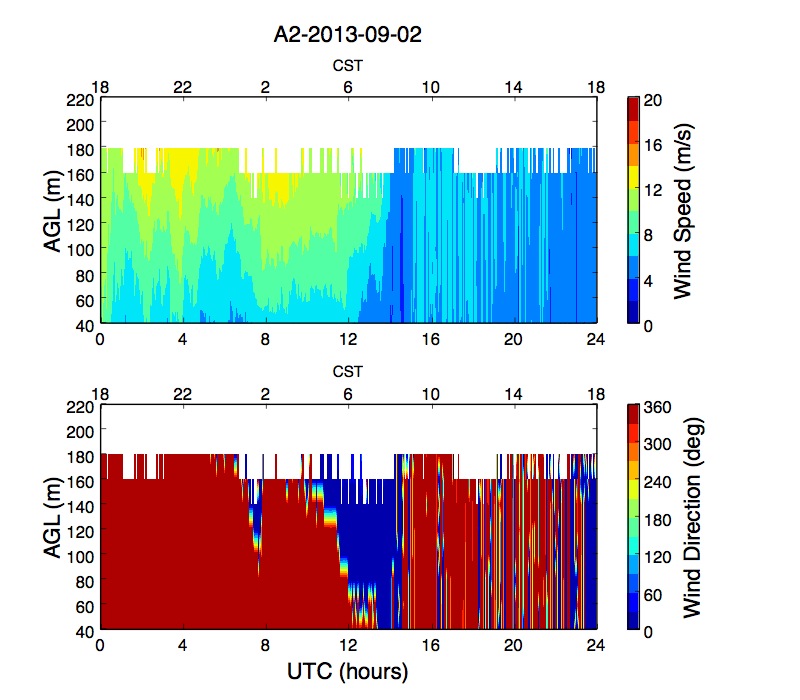 A2-2013-09-02
CST
18 22 2 6 10 14 18
220
200
180
160
140
120
100
80
60
40
AGL (m)
0 4 8 12 16 20 24
20
16
12
8
4
0
Wind Speed (m/s)
CST
18 22 2 6 10 14 18
220
200
180
160
140
120
100
80
60
40
AGL (m)
0 4 8 12 16 20 24
UTC (hours)
360
300
240
180
120
60
0
Wind Direction (deg)